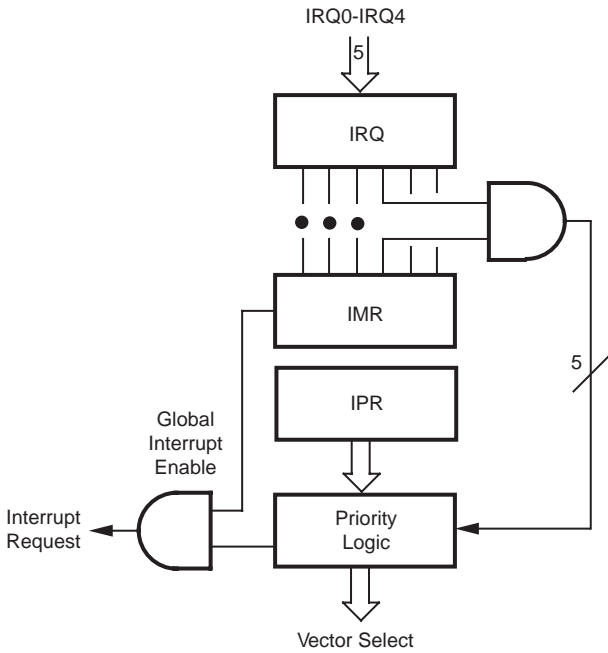 IRQ0-IRQ4
5
IRQ
IMR
5
IPR
Global
Interrupt
Enable
Interrupt
Request
Priority
Logic
Vector Select